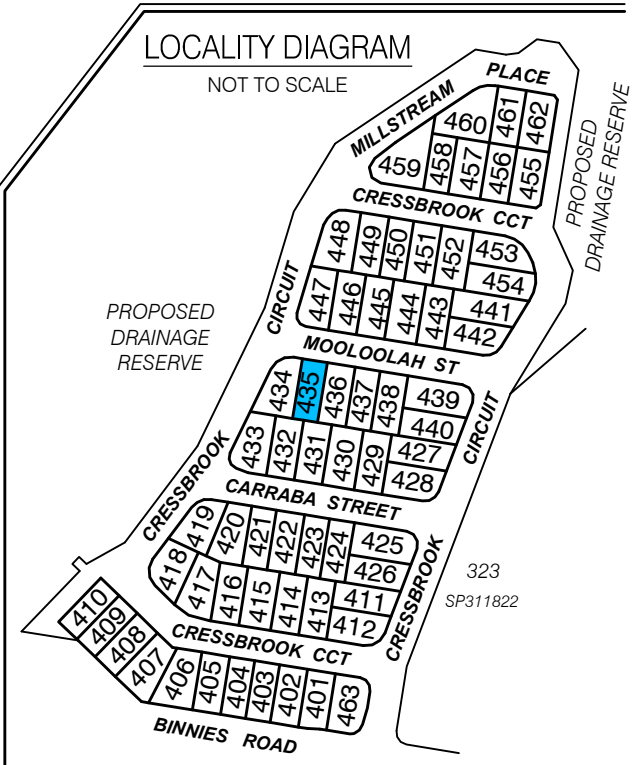 LOCALITY DIAGRAM
NOT TO SCALE
MILLSTREAM PLACE
460 461 462
459 458 457 456 455
PROPOSED
DRAINAGE RESERVE
CRESSBROOK CCT
448 449 450 451 452 453
454
447 446 445 444 443 441
442
CIRCUIT
PROPOSED
DRAINAGE
RESERVE
MOOLOOLAH ST
434 435 436 437 438 439
440
433 432 431 430 429 427
428
CIRCUIT
CRESSBROOK
CARRABA STREET
419 420 421 422 423 424 425
426
418 417 416 415 414 413 411
412
CRESSBROOK
323
SP311822
CRESSBROOK CCT
410
409
408
407 406 405 404 403 402 401 463
BINNIES ROAD